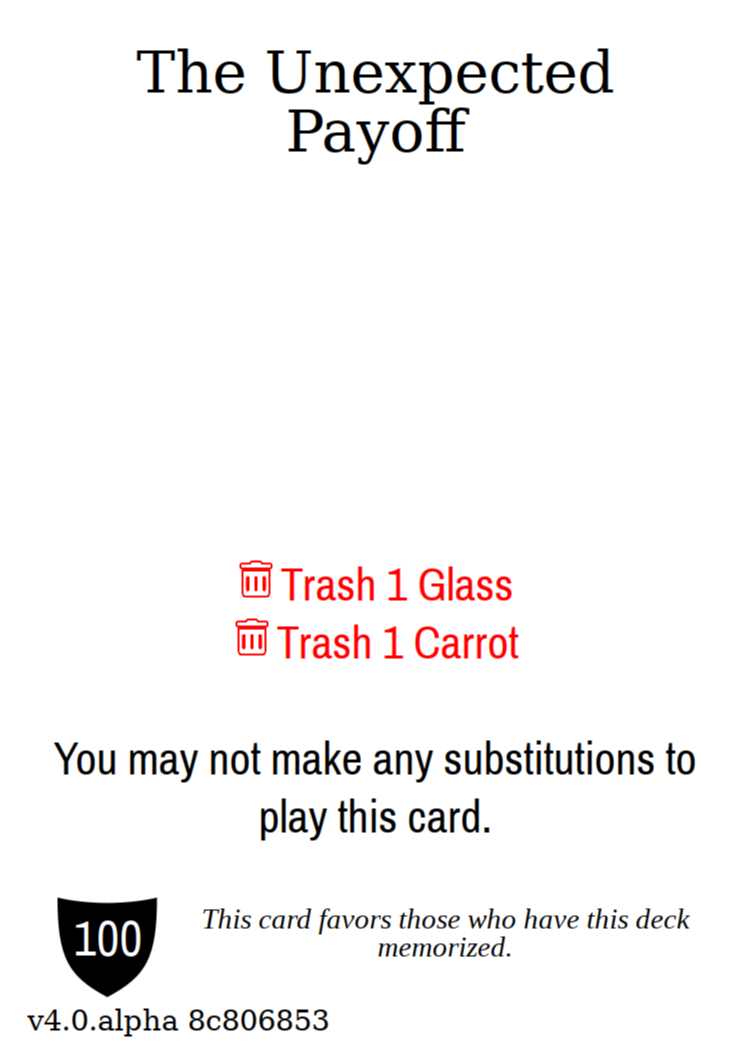 The Unexpected
Payoff
Trash 1 Glass
Trash 1 Carrot
You may not make any substitutions to
play this card.
100
This card favors those who have this deck
memorized.
v4.0.alpha 8c806853